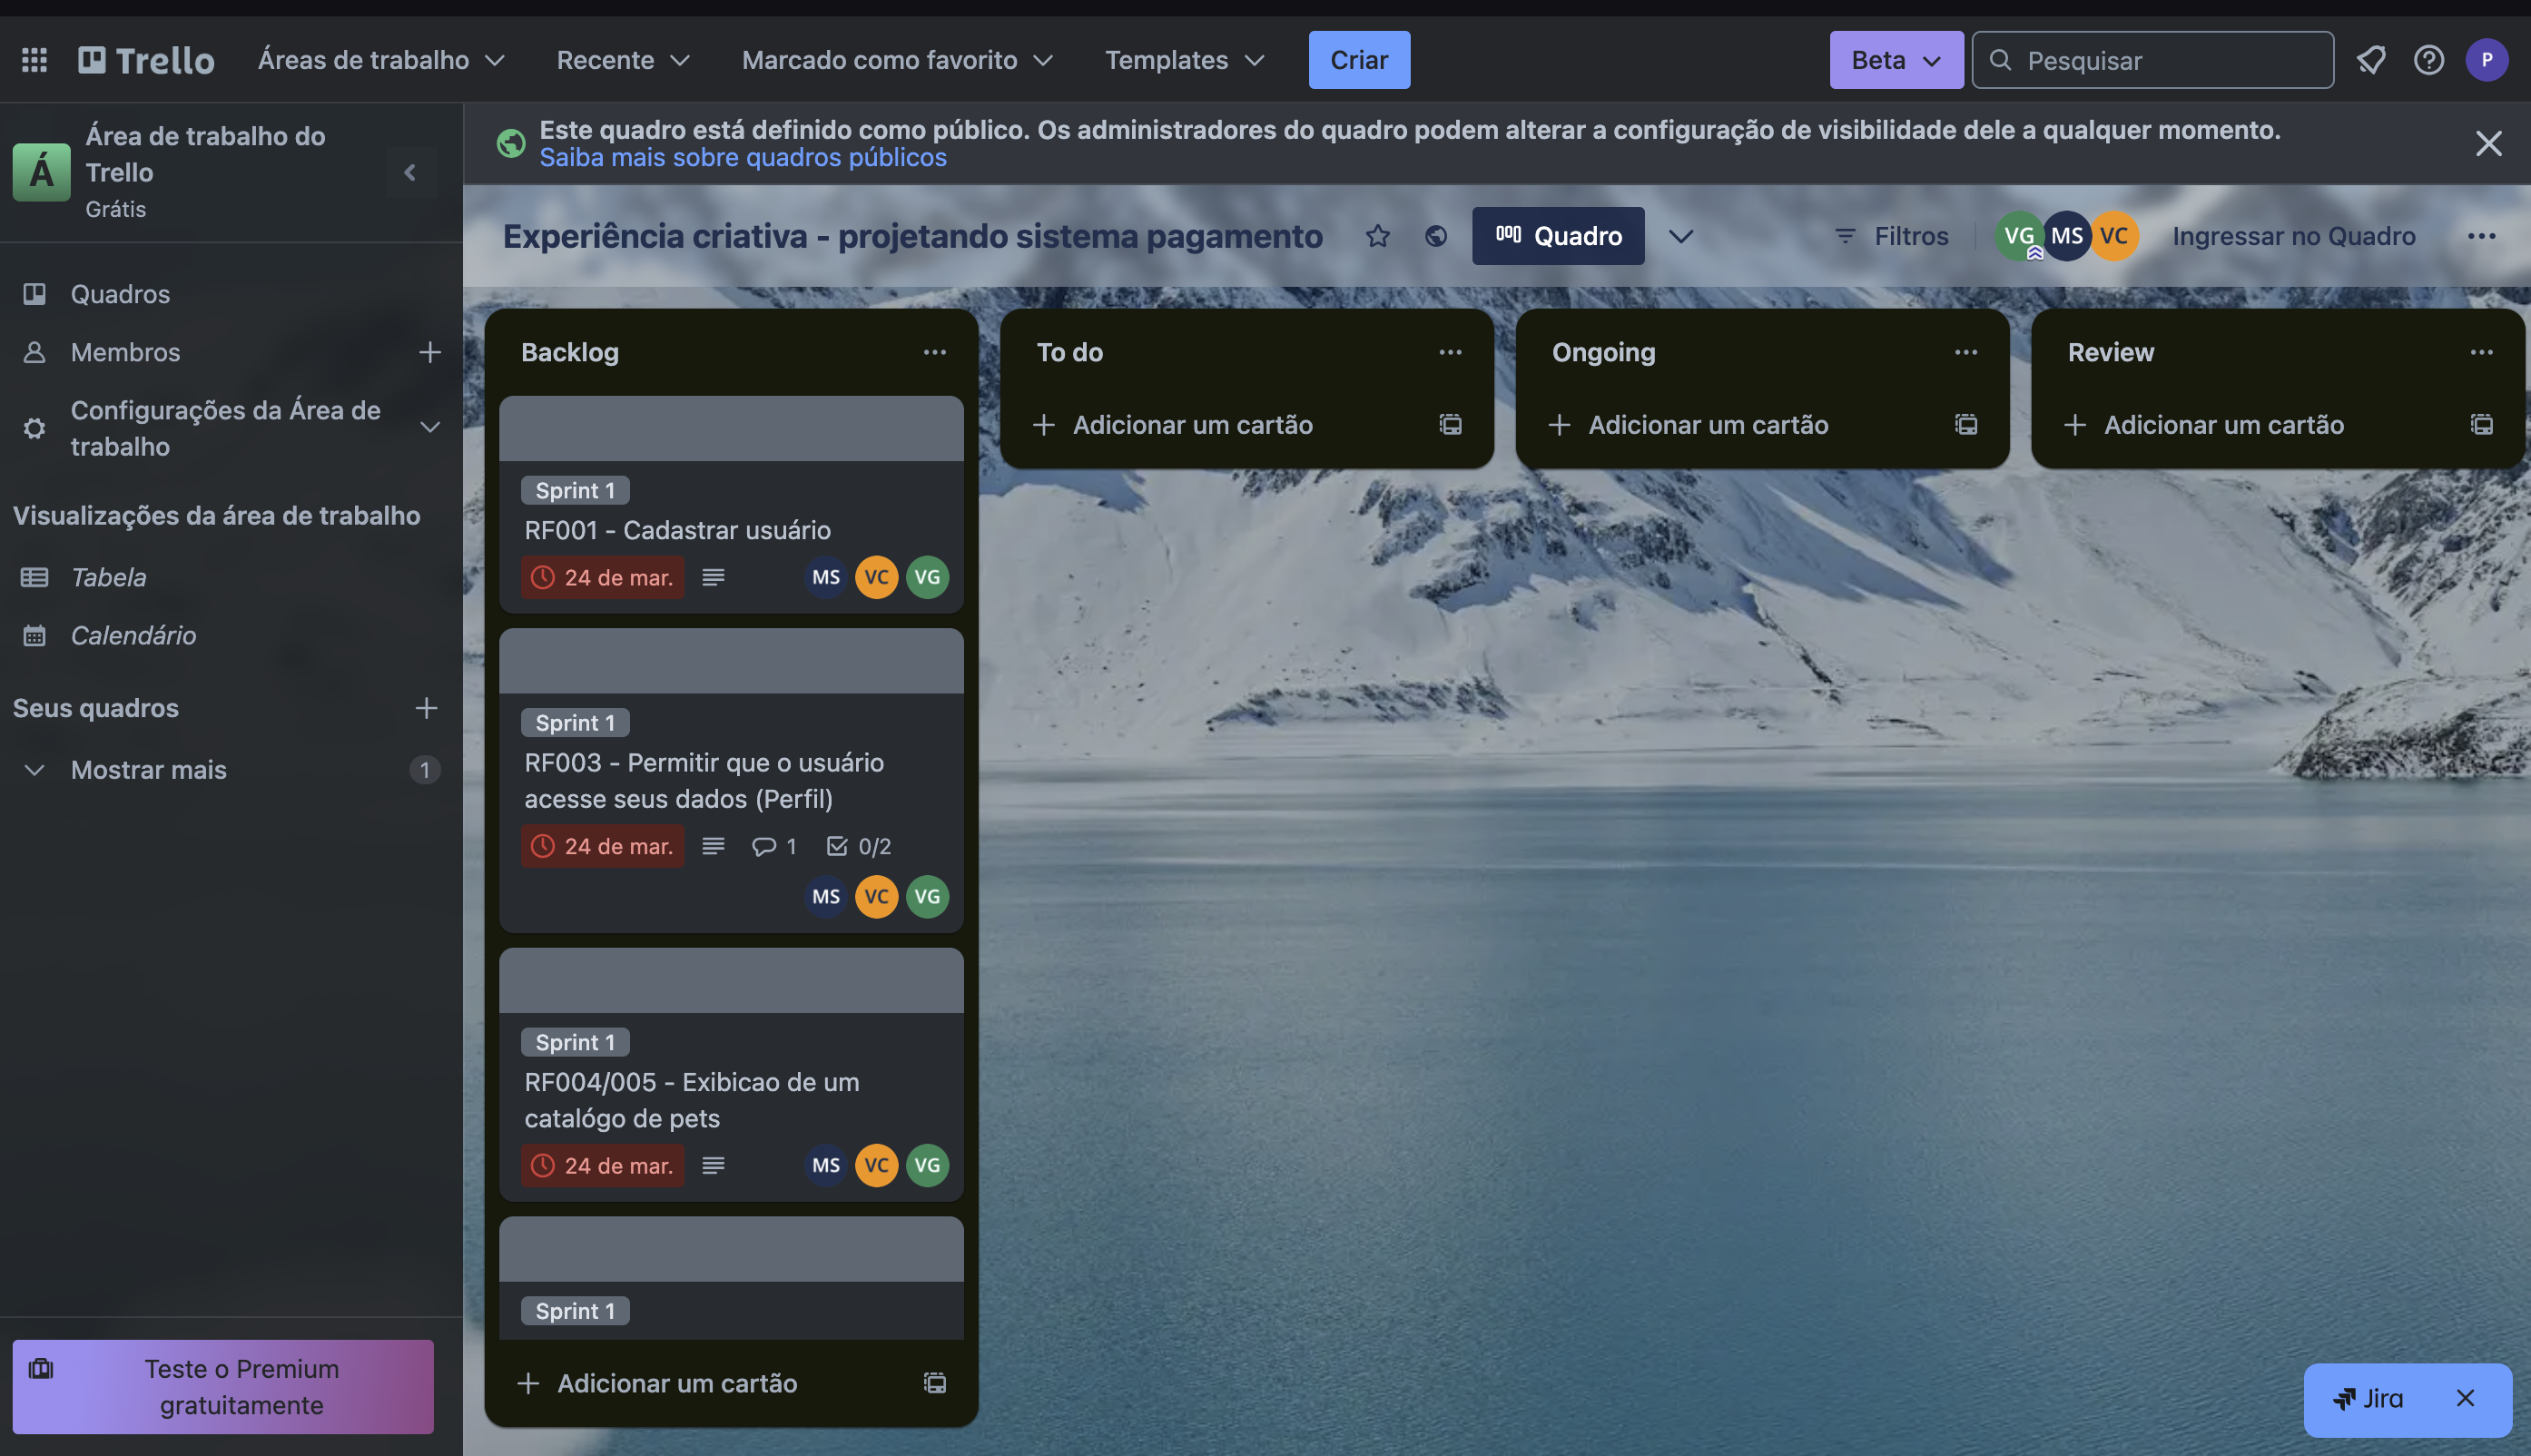 Trello
Áreas de trabalho
Recente
Marcado como favorito
Templates
Criar
Beta
Pesquisar
P
Á
Área de trabalho do
Trello
Grátis
Quadros
Membros
Configurações da Área de
trabalho
Visualizações da área de trabalho
Tabela
Calendário
Seus quadros
Mostrar mais
1
Teste o Premium
gratuitamente
Este quadro está definido como público. Os administradores do quadro podem alterar a configuração de visibilidade dele a qualquer momento.
Saiba mais sobre quadros públicos
Experiência criativa - projetando sistema pagamento
Quadro
Filtros
VG
MS
VC
Ingressar no Quadro
Backlog
Sprint 1
RF001 - Cadastrar usuário
24 de mar.
MS
VC
VG
Sprint 1
RF003 - Permitir que o usuário
acesse seus dados (Perfil)
24 de mar.
1
0/2
MS
VC
VG
Sprint 1
RF004/005 - Exibicao de um
catalógo de pets
24 de mar.
MS
VC
VG
Sprint 1
Adicionar um cartão
To do
Adicionar um cartão
Ongoing
Adicionar um cartão
Review
Adicionar um cartão
Jira